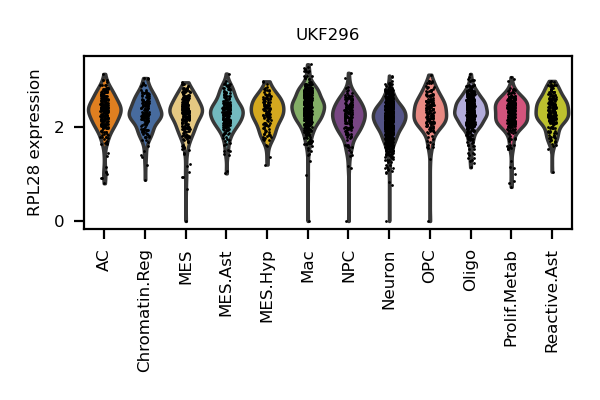 UKF296
RPL28 expression
2
0
AC
Chromatin.Reg
MES
MES.Ast
MES.Hyp
Mac
NPC
Neuron
OPC
Oligo
Prolif.Metab
Reactive.Ast